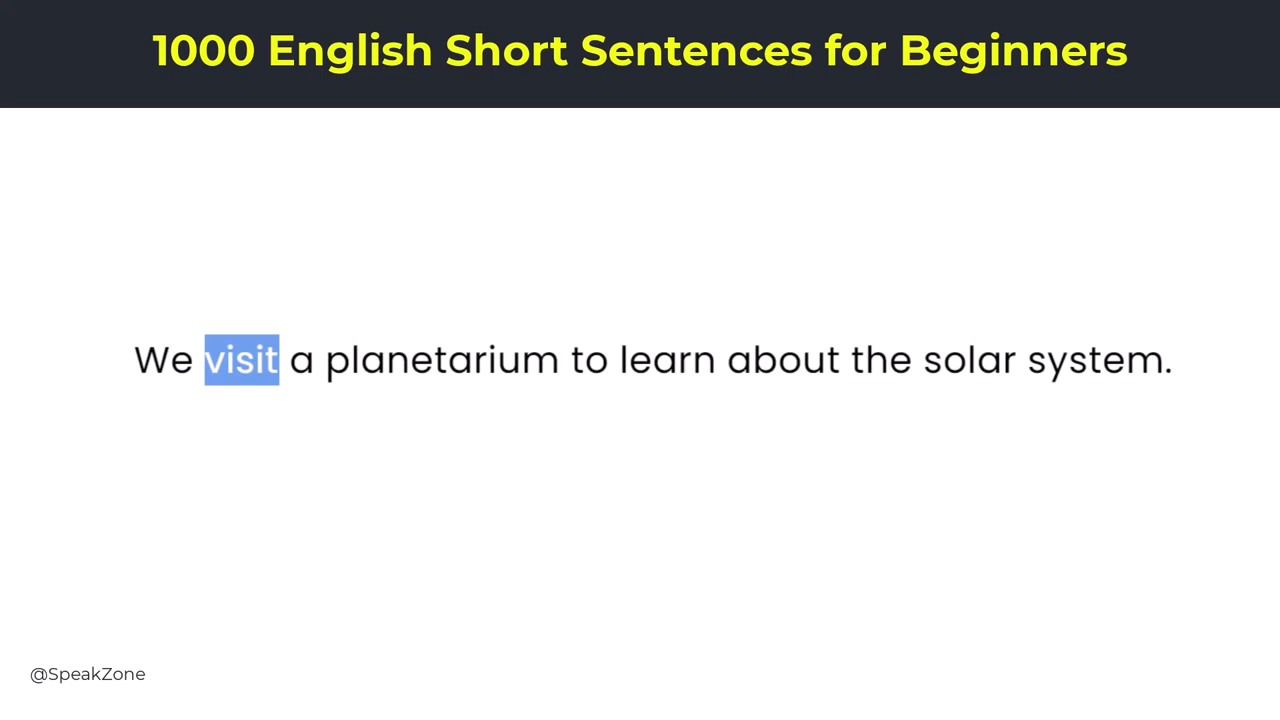 1000 English Short Sentences for Beginners
We visit a planetarium to learn about the solar system.
@SpeakZone